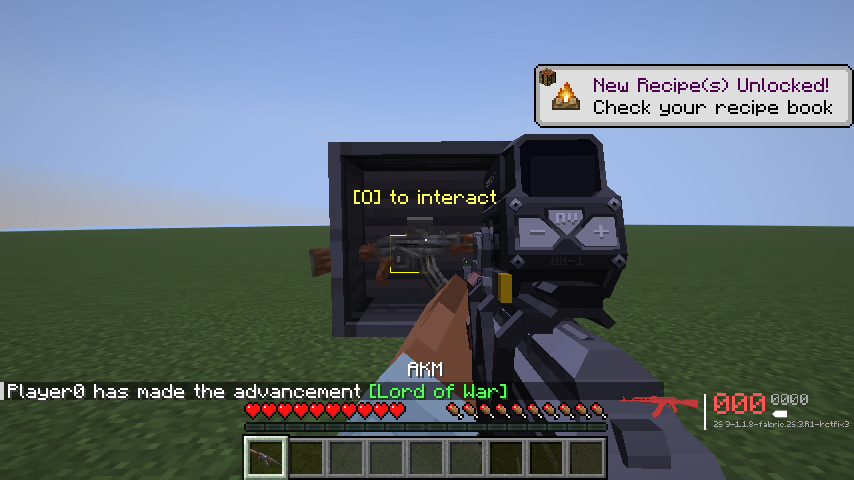 New Recipe(s) Unlocked!
Check your recipe book
[O] to interact
AKM
Player0 has made the advancement [Lord of War]
000 0000